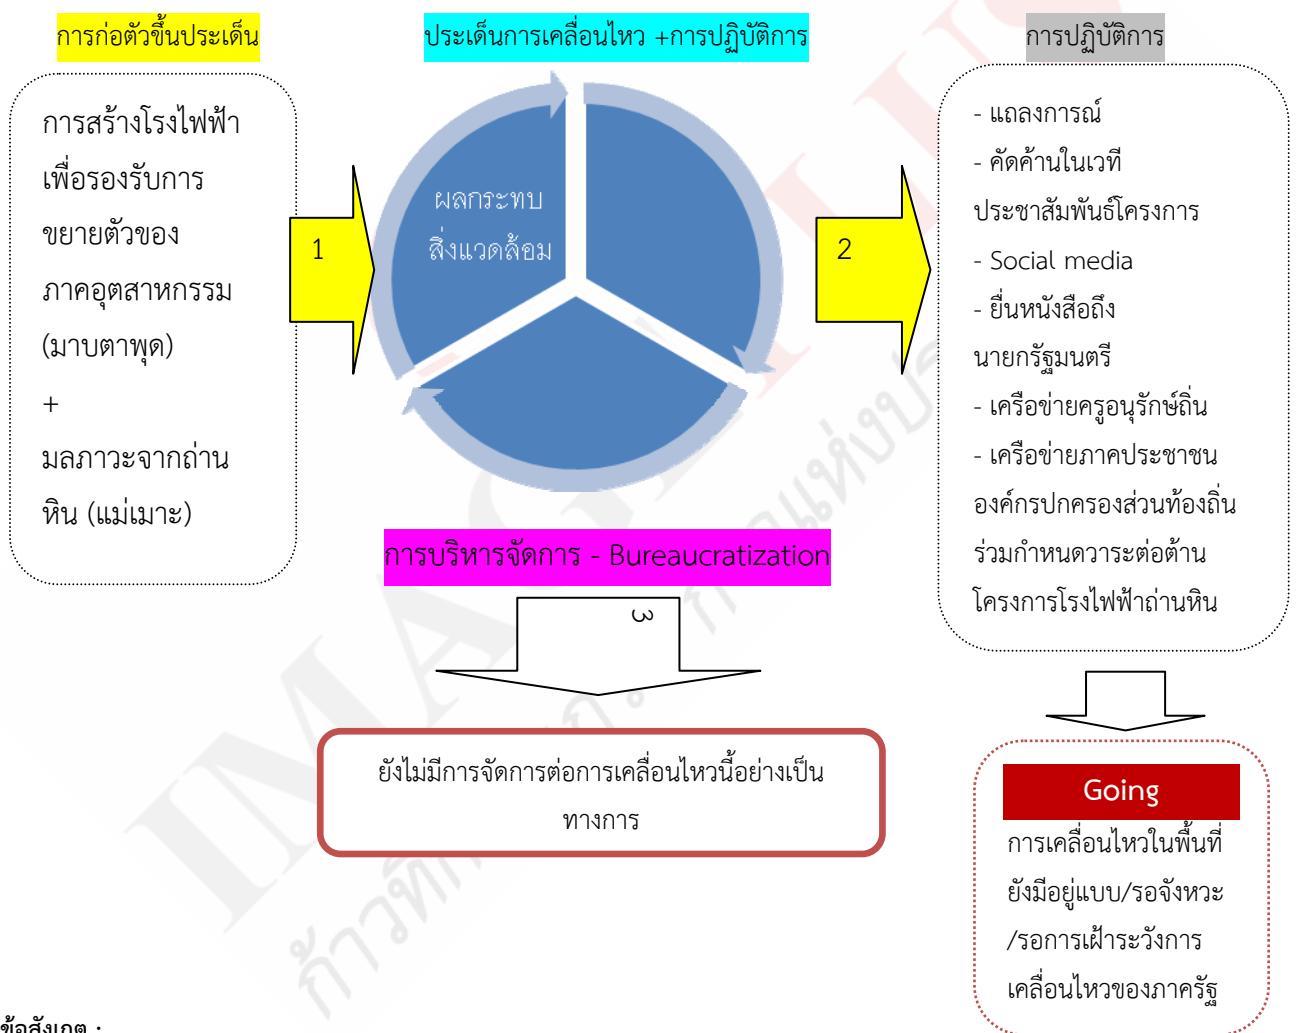 การก่อตัวขึ้นประเด็น
ประเด็นการเคลื่อนไหว +การปฏิบัติการ
การปฏิบัติการ
การสร้างโรงไฟฟ้า
เพื่อรองรับการ
ขยายตัวของ
ภาคอุตสาหกรรม
(มาบตาพุด)
+
มลภาวะจากถ่าน
หิน (แม่เมาะ)
1
ผลกระทบ
สิ่งแวดล้อม
2
- แถลงการณ์
- คัดค้านในเวที
ประชาสัมพันธ์โครงการ
- Social media
- ยื่นหนังสือถึง
นายกรัฐมนตรี
- เครือข่ายครูอนุรักษ์ถิ่น
- เครือข่ายภาคประชาชน
องค์กรปกครองส่วนท้องถิ่น
ร่วมกำหนดวาระต่อต้าน
โครงการโรงไฟฟ้าถ่านหิน
การบริหารจัดการ - Bureaucratization
3
ยังไม่มีการจัดการต่อการเคลื่อนไหวนี้อย่างเป็น
ทางการ
Going
การเคลื่อนไหวในพื้นที่
ยังมีอยู่แบบ/รอจังหวะ
/รอการเฝ้าระวังการ
เคลื่อนไหวของภาครัฐ
ข้อสังเกต :